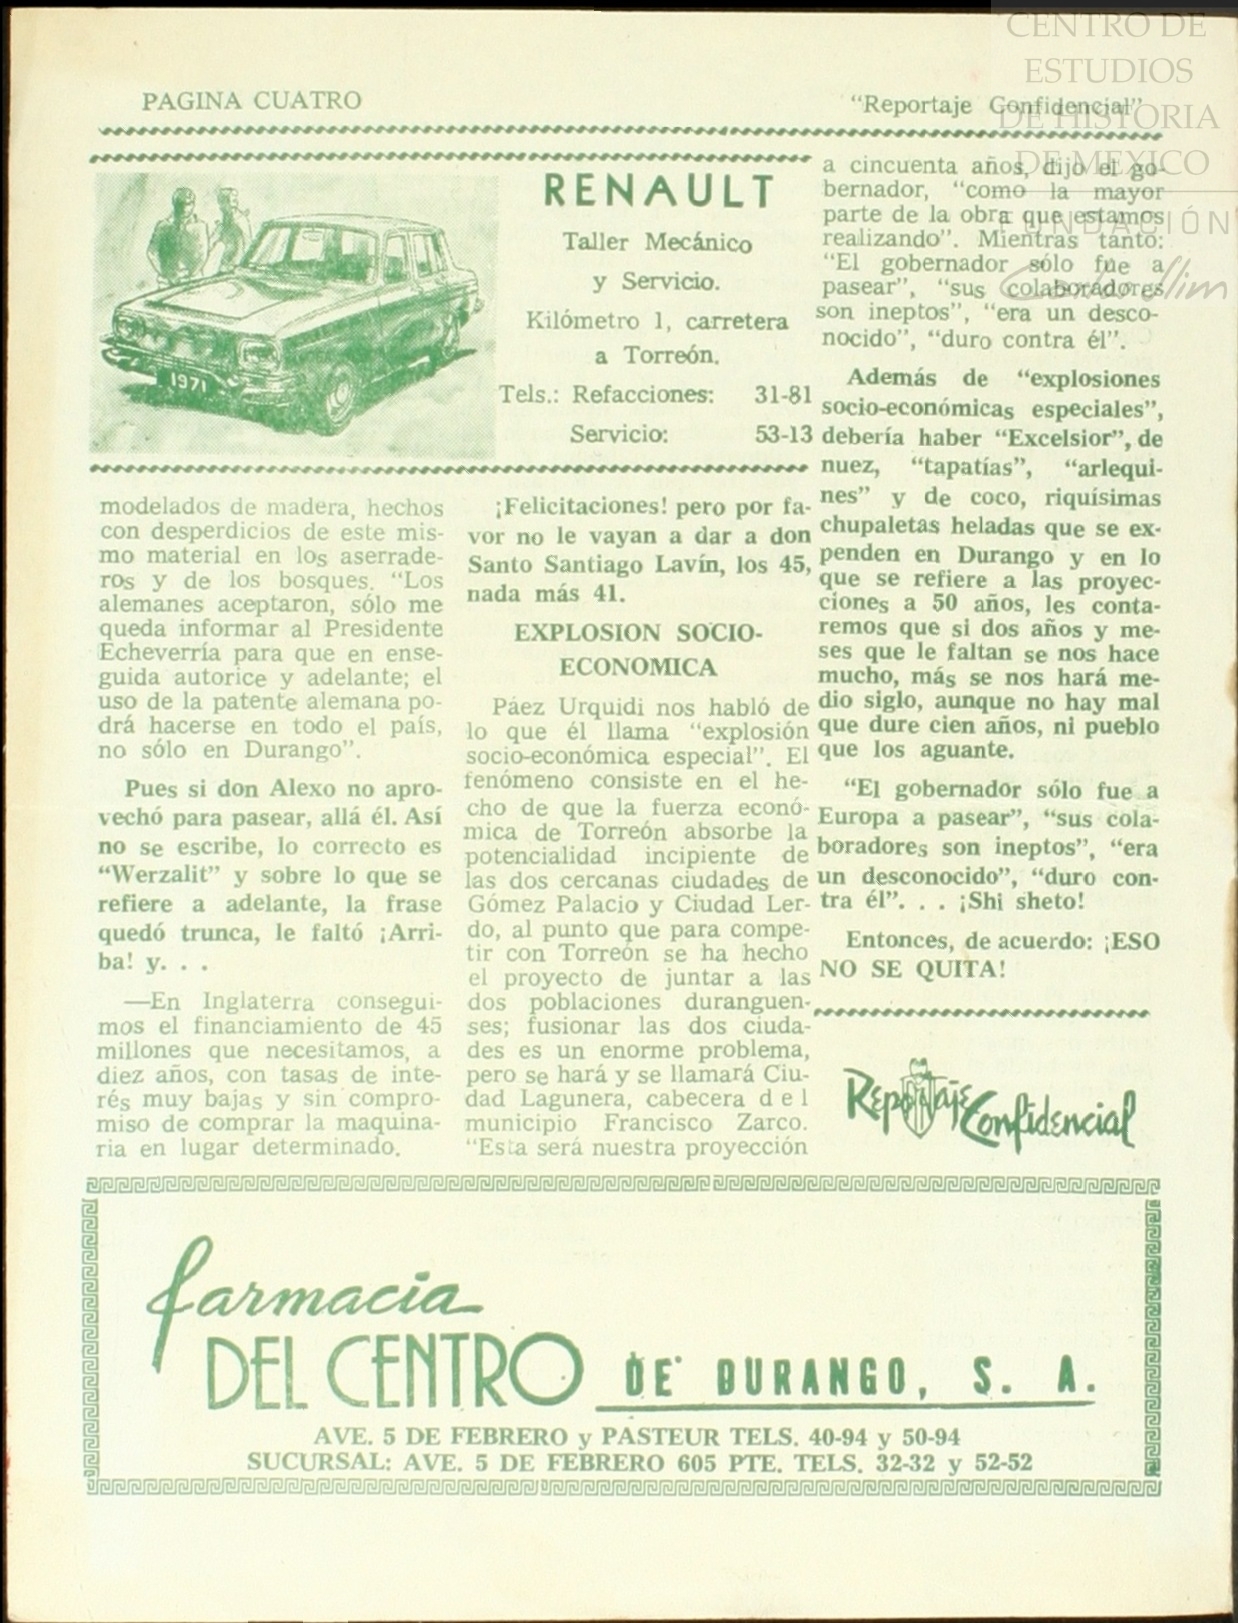 CENTRO DE
ESTUDIOS
DE HISTORIA
DE MEXICO
FUNDACIÓN
Carlos Slim
PAGINA CUATRO
"Reportaje Confidencial"
1971
RENAULT
Taller Mecánico
y Servicio.
Kilómetro 1, carretera
a Torreón.
Tels.: Refacciones: 31-81
Servicio: 53-13
modelados de madera, hechos
con desperdicios de este mis-
mo material en los aserrade-
ros y de los bosques. "Los
alemanes aceptaron, sólo me
queda informar al Presidente
Echeverría para que en ense-
guida autorice y adelante; el
uso de la patente alemana po-
drá hacerse en todo el país,
no sólo en Durango".
Pues si don Alexo no apro-
vechó para pasear, allá él. Así
no se escribe, lo correcto es
"Werzalit" y sobre lo que se
refiere a adelante, la frase
quedó trunca, le faltó ¡Arri-
ba! y. . .
—En Inglaterra consegui-
mos el financiamiento de 45
millones que necesitamos, a
diez años, con tasas de inte-
rés muy bajas y sin compro-
miso de comprar la maquina-
ria en lugar determinado.
¡Felicitaciones! pero por fa-
vor no le vayan a dar a don
Santo Santiago Lavín, los 45,
nada más 41.
EXPLOSION SOCIO-
ECONOMICA
Páez Urquidi nos habló de
lo que él llama "explosión
socio-económica especial". El
fenómeno consiste en el he-
cho de que la fuerza econó-
mica de Torreón absorbe la
potencialidad incipiente de
las dos cercanas ciudades de
Gómez Palacio y Ciudad Ler-
do, al punto que para compe-
tir con Torreón se ha hecho
el proyecto de juntar a las
dos poblaciones duranguen-
ses; fusionar las dos ciuda-
des es un enorme problema,
pero se hará y se llamará Ciu-
dad Lagunera, cabecera del
municipio Francisco Zarco.
"Esta será nuestra proyección
a cincuenta años, dijo el go-
bernador, "como la mayor
parte de la obra que estamos
realizando". Mientras tanto:
"El gobernador sólo fue a
pasear", "sus colaboradores
son ineptos", "era un desco-
nocido", "duro contra él".
Además de "explosiones
socio-económicas especiales",
debería haber "Excelsior", de
nuez, "tapatías", "arlequi-
nes" y de coco, riquísimas
chupaletas heladas que se ex-
penden en Durango y en lo
que se refiere a las proyec-
ciones a 50 años, les conta-
remos que si dos años y me-
ses que le faltan se nos hace
mucho, más se nos hará me-
dio siglo, aunque no hay mal
que dure cien años, ni pueblo
que los aguante.
"El gobernador sólo fue a
Europa a pasear", "sus cola-
boradores son ineptos", "era
un desconocido", "duro con-
tra él". . . ¡Shi sheto!
Entonces, de acuerdo: ¡ESO
NO SE QUITA!
Reportaje Confidencial
farmacia
DEL CENTRO DE DURANGO, S. A.
AVE. 5 DE FEBRERO y PASTEUR TELS. 40-94 y 50-94
SUCURSAL: AVE. 5 DE FEBRERO 605 PTE. TELS. 32-32 y 52-52